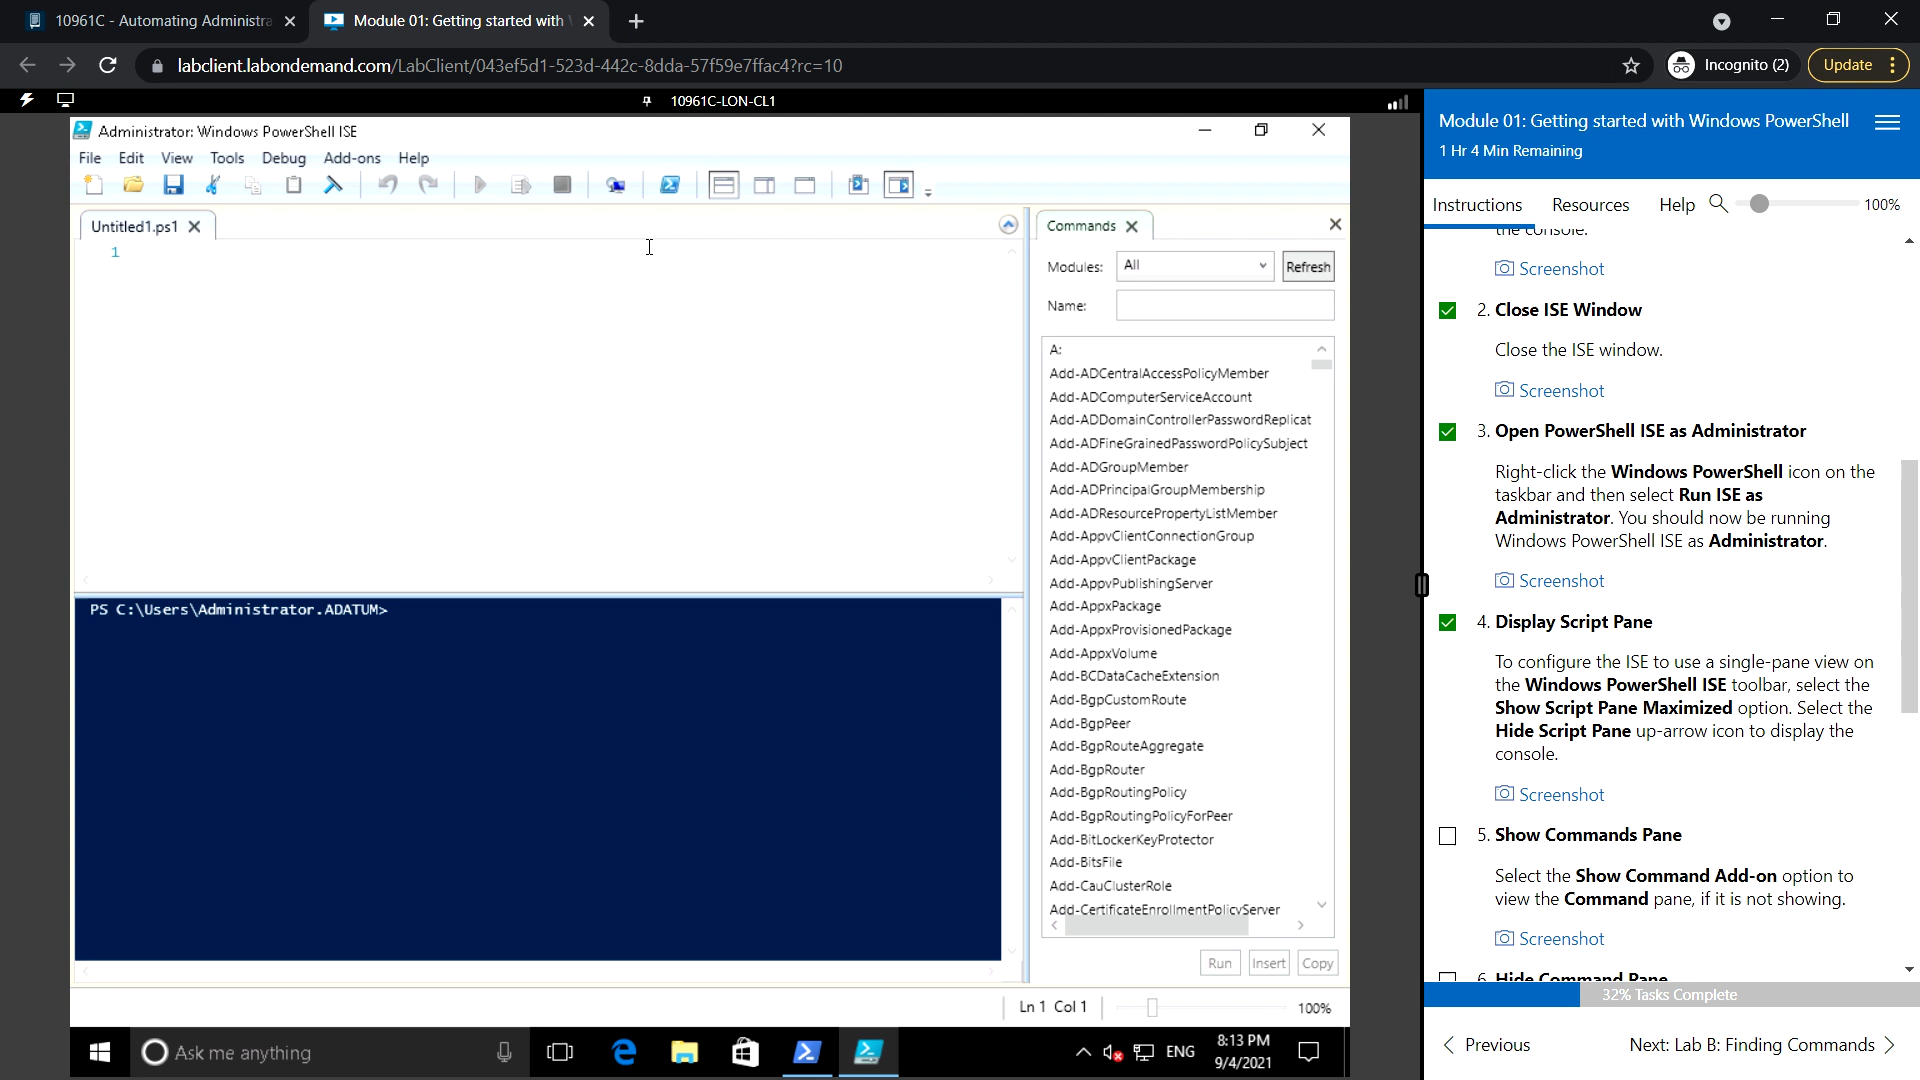 10961C - Automating Administra
Module 01: Getting started with
labclient.labondemand.com/LabClient/043ef5d1-523d-442c-8dda-57f59e7ffac4?rc=10
Incognito (2)
Update
10961C-LON-CL1
Administrator: Windows PowerShell ISE
File Edit View Tools Debug Add-ons Help
Untitled1.ps1
1
PS C:\Users\Administrator.ADATUM>
Commands
Modules: All Refresh
Name:
A:
Add-ADCentralAccessPolicyMember
Add-ADComputerServiceAccount
Add-ADDomainControllerPasswordReplicat
Add-ADFineGrainedPasswordPolicySubject
Add-ADGroupMember
Add-ADPrincipalGroupMembership
Add-ADResourcePropertyListMember
Add-AppvClientConnectionGroup
Add-AppvClientPackage
Add-AppvPublishingServer
Add-AppxPackage
Add-AppxProvisionedPackage
Add-AppxVolume
Add-BCDataCacheExtension
Add-BgpCustomRoute
Add-BgpPeer
Add-BgpRouteAggregate
Add-BgpRouter
Add-BgpRoutingPolicy
Add-BgpRoutingPolicyForPeer
Add-BitLockerKeyProtector
Add-BitsFile
Add-CauClusterRole
Add-CertificateEnrollmentPolicyServer
Run Insert Copy
Ln 1 Col 1 100%
Ask me anything
ENG
8:13 PM
9/4/2021
Module 01: Getting started with Windows PowerShell
1 Hr 4 Min Remaining
Instructions Resources Help 100%
the console.
Screenshot
2. Close ISE Window
Close the ISE window.
Screenshot
3. Open PowerShell ISE as Administrator
Right-click the Windows PowerShell icon on the
taskbar and then select Run ISE as
Administrator. You should now be running
Windows PowerShell ISE as Administrator.
Screenshot
4. Display Script Pane
To configure the ISE to use a single-pane view on
the Windows PowerShell ISE toolbar, select the
Show Script Pane Maximized option. Select the
Hide Script Pane up-arrow icon to display the
console.
Screenshot
5. Show Commands Pane
Select the Show Command Add-on option to
view the Command pane, if it is not showing.
Screenshot
6. Hide Command Pane
32% Tasks Complete
Previous
Next: Lab B: Finding Commands